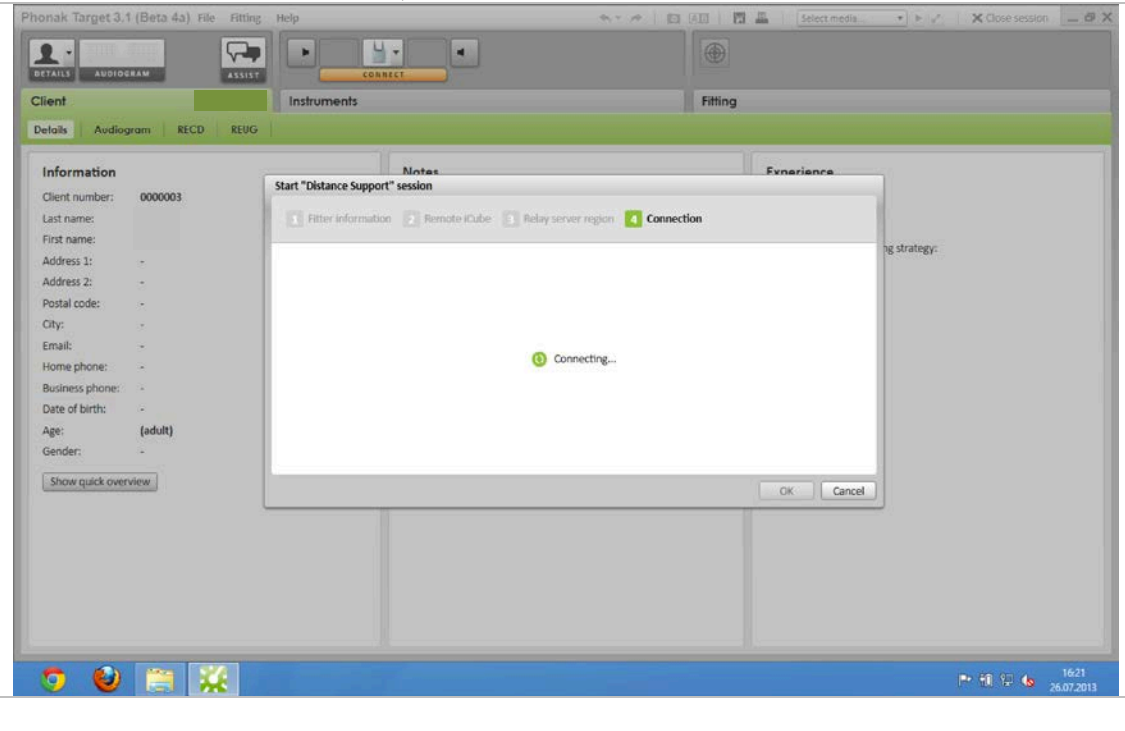 Phonak Target 3.1 (Beta 4a) File Fitting Help
Select media...
Close session
DETAILS AUDIOGRAM ASSIST
CONNECT
Client Instruments Fitting
Details Audiogram RECD REUG
Information
Client number: 0000003
Last name:
First name:
Address 1: -
Address 2: -
Postal code: -
City: -
Email: -
Home phone: -
Business phone: -
Date of birth: -
Age: (adult)
Gender: -
Show quick overview
Notes
Experience
ng strategy:
Start "Distance Support" session
1 Fitter information 2 Remote iCube 3 Relay server region 4 Connection
Connecting...
OK Cancel
16:21
26.07.2013